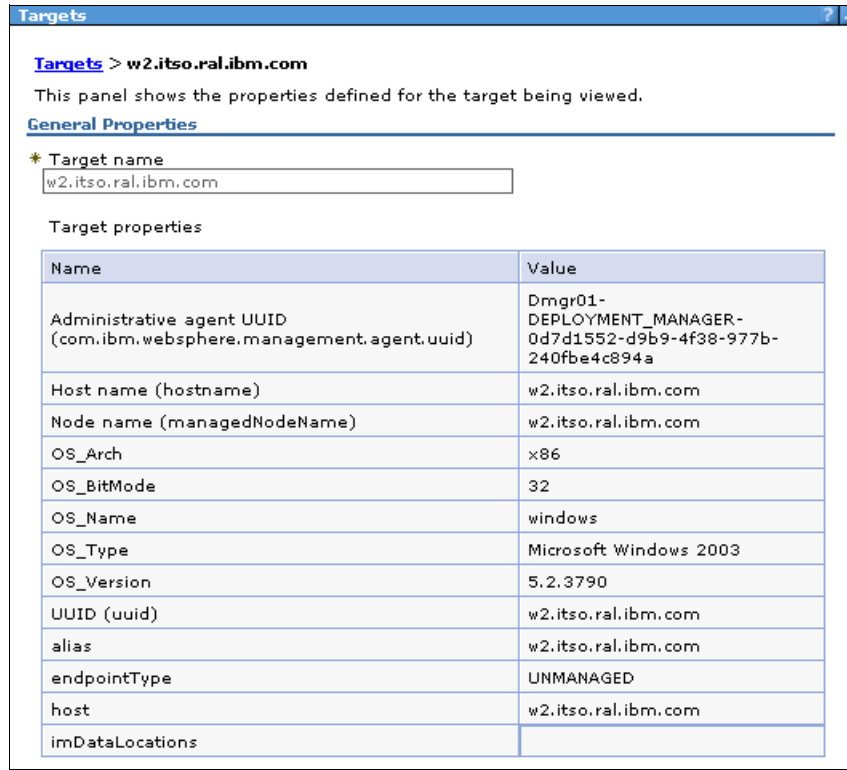 Targets ?
Targets > w2.itso.ral.ibm.com
This panel shows the properties defined for the target being viewed.
General Properties
* Target name
w2.itso.ral.ibm.com
Target properties
Name Value
Administrative agent UUID
(com.ibm.websphere.management.agent.uuid)
Dmgr01-
DEPLOYMENT_MANAGER-
0d7d1552-d9b9-4f38-977b-
240fbe4c894a
Host name (hostname) w2.itso.ral.ibm.com
Node name (managedNodeName) w2.itso.ral.ibm.com
OS_Arch x86
OS_BitMode 32
OS_Name windows
OS_Type Microsoft Windows 2003
OS_Version 5.2.3790
UUID (uuid) w2.itso.ral.ibm.com
alias w2.itso.ral.ibm.com
endpointType UNMANAGED
host w2.itso.ral.ibm.com
imDataLocations